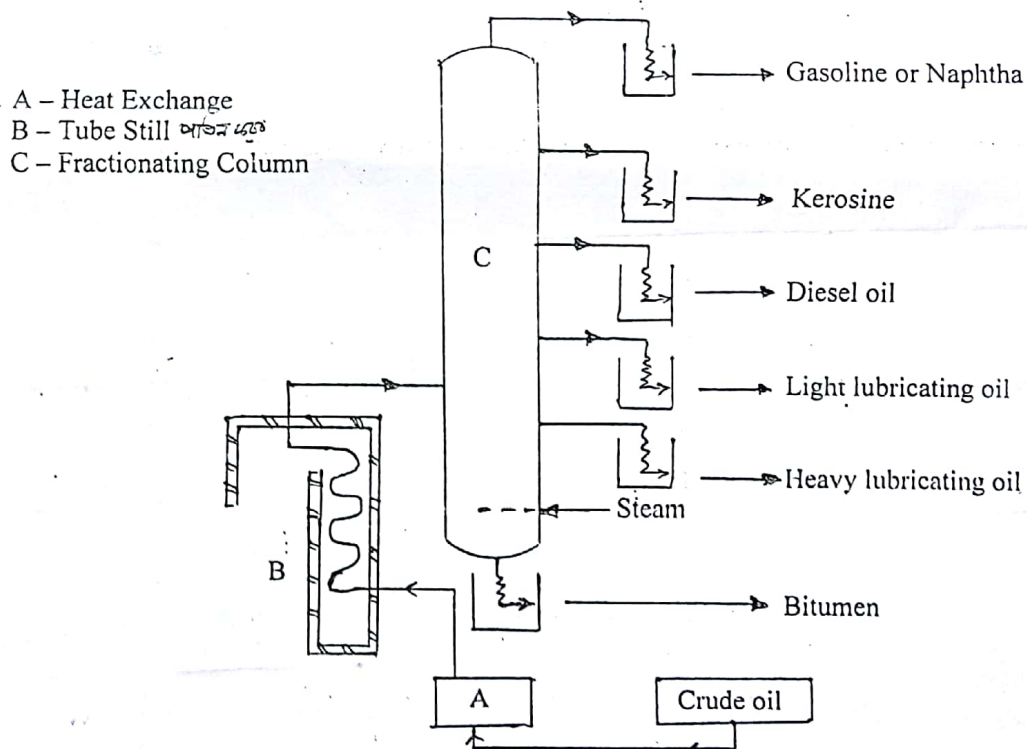 A – Heat Exchange
B – Tube Still
C – Fractionating Column
Gasoline or Naphtha
Kerosine
C
Diesel oil
Light lubricating oil
Heavy lubricating oil
Steam
B
Bitumen
A
Crude oil